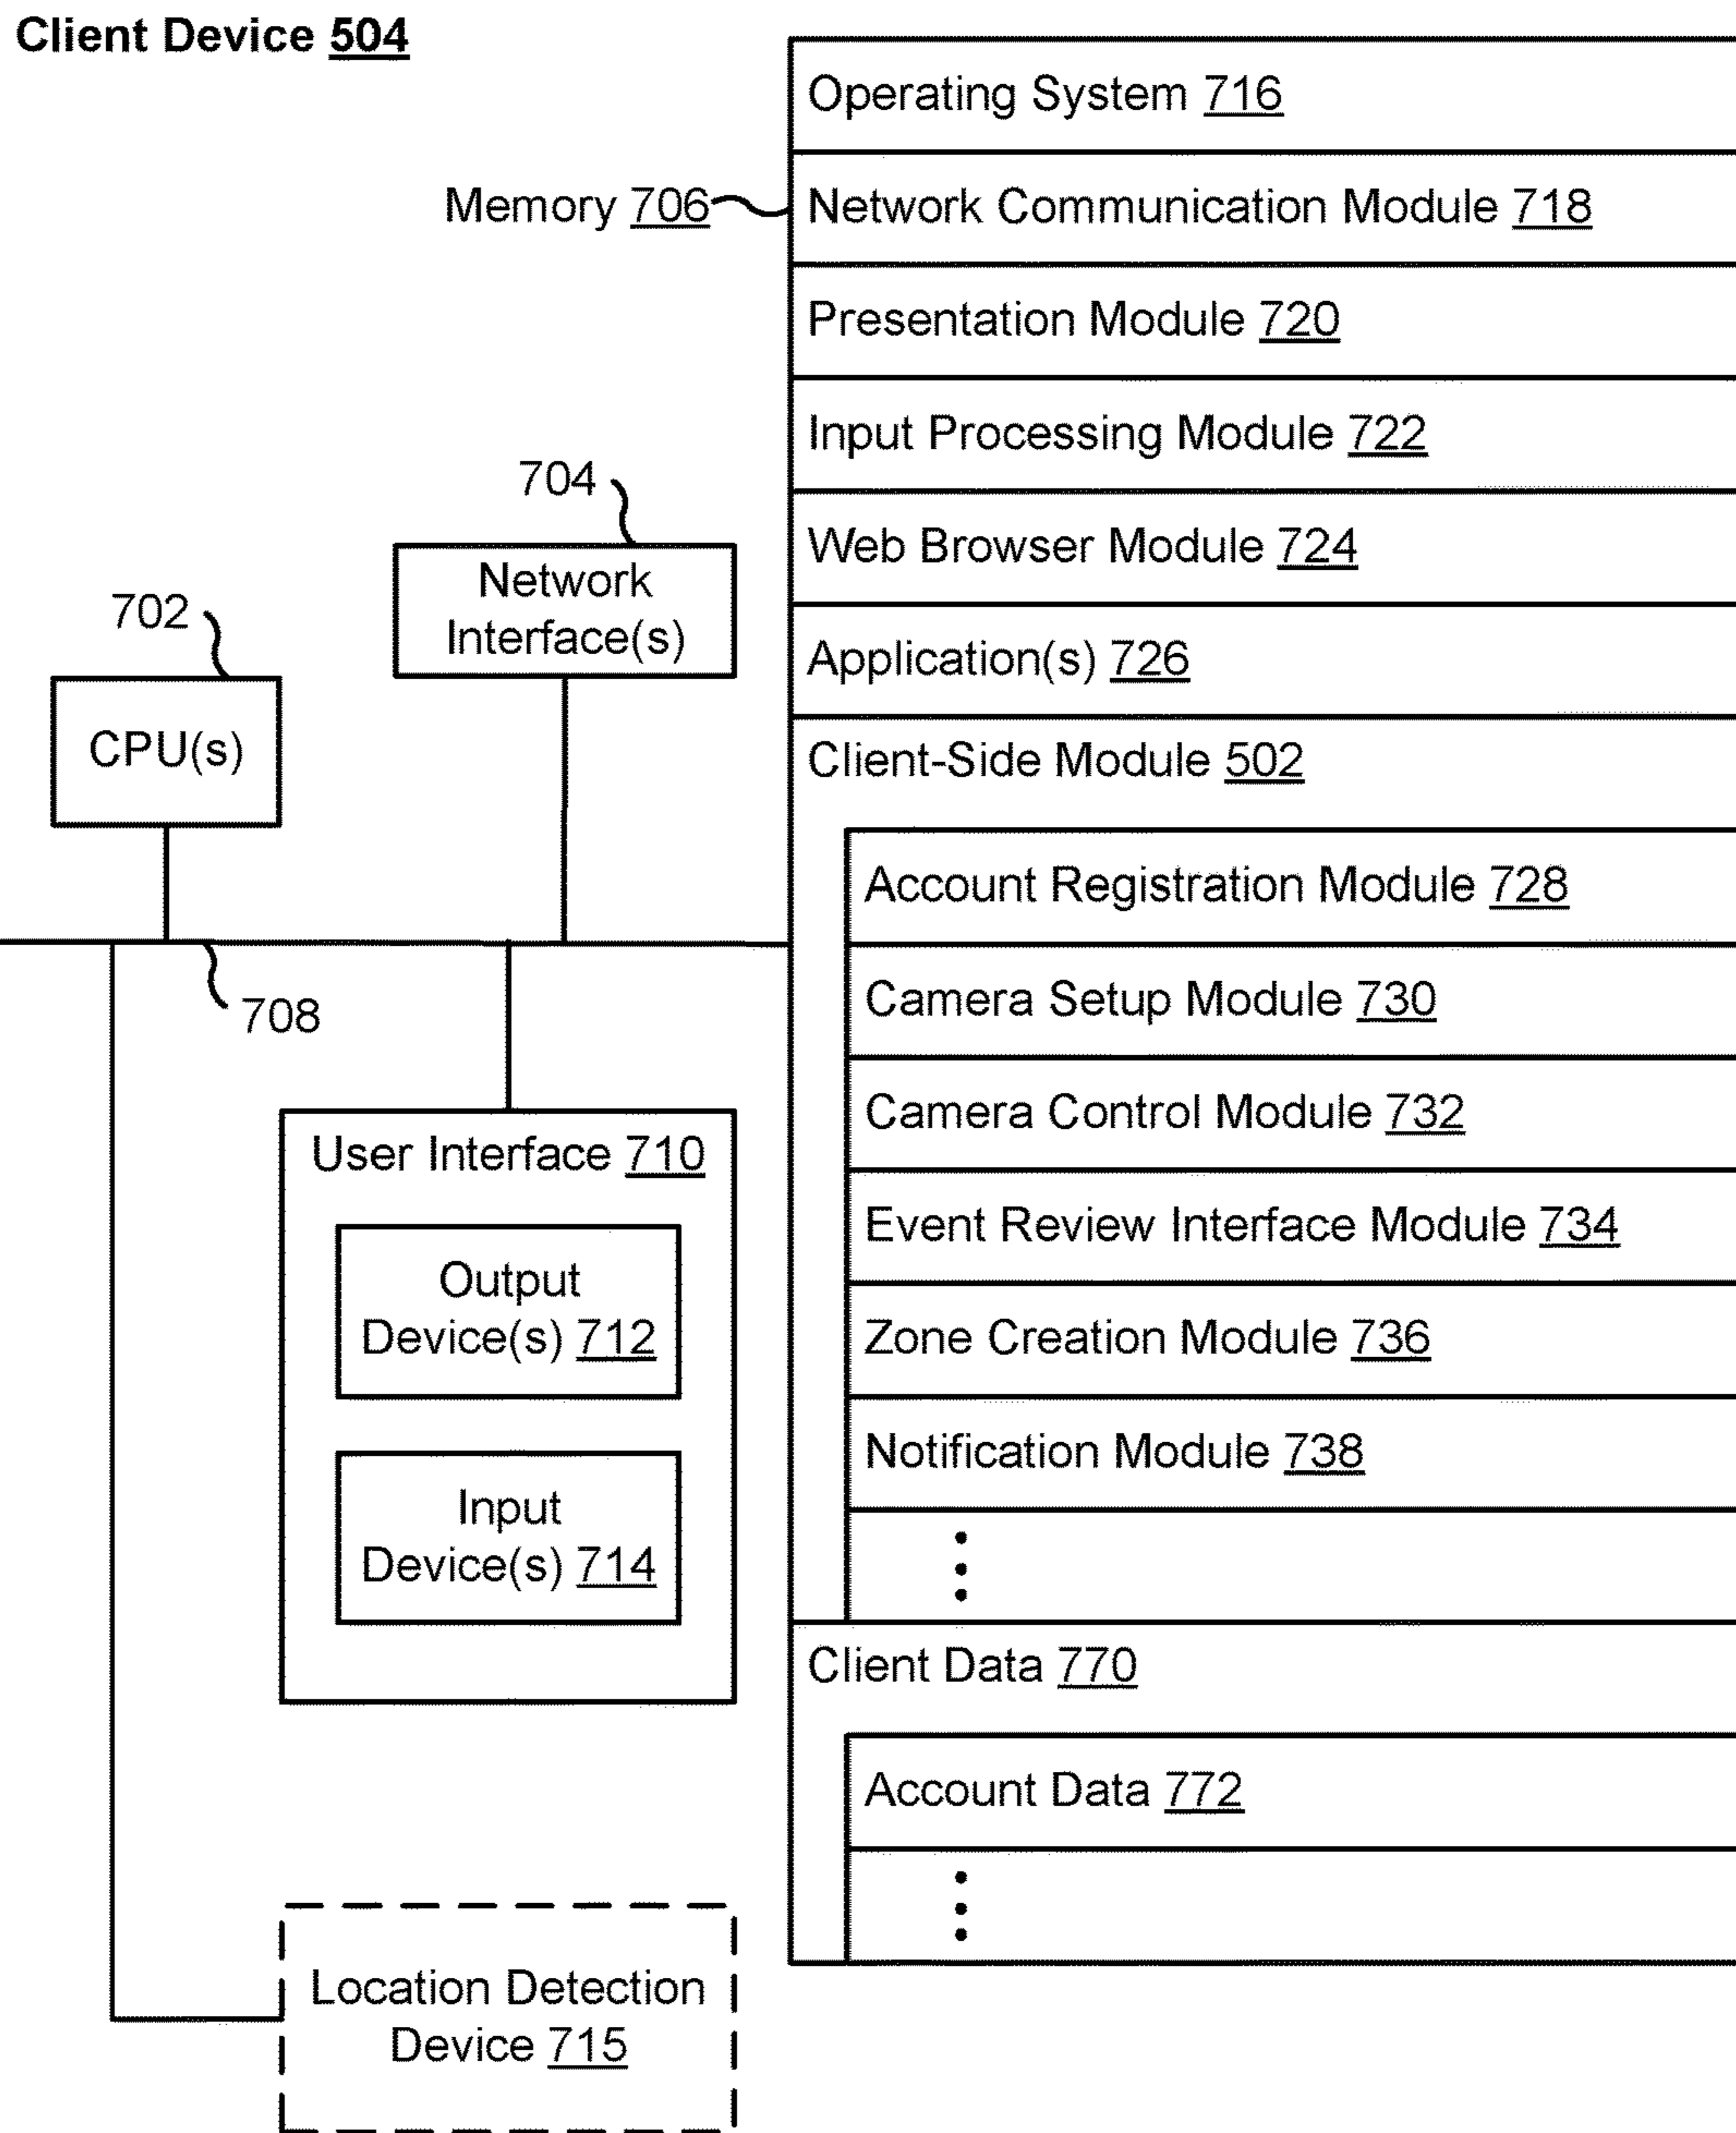 Client Device 504
Operating System 716
Memory 706
Network Communication Module 718
Presentation Module 720
Input Processing Module 722
704
Web Browser Module 724
Network
Interface(s)
702
Application(s) 726
CPU(s)
Client-Side Module 502
Account Registration Module 728
708
Camera Setup Module 730
Camera Control Module 732
User Interface 710
Event Review Interface Module 734
Output
Device(s) 712
Zone Creation Module 736
Notification Module 738
Input
Device(s) 714
Client Data 770
Account Data 772
Location Detection
Device 715